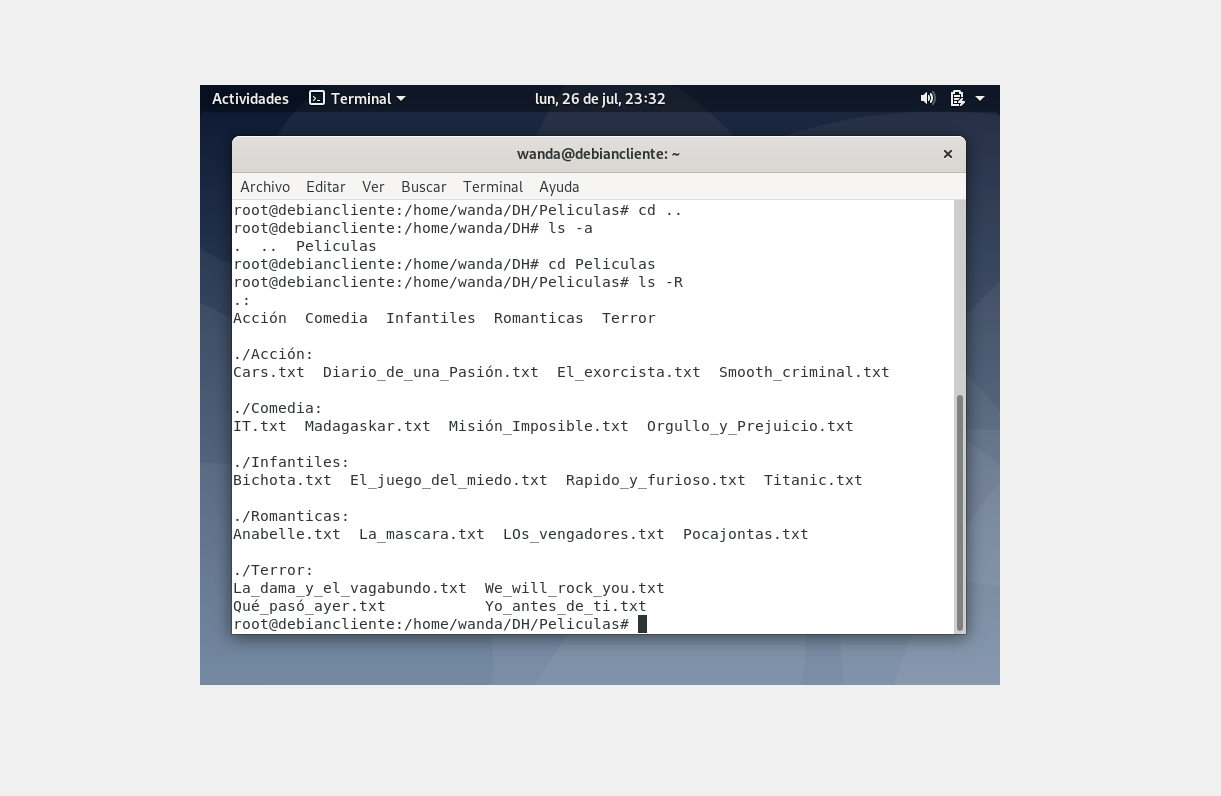 Actividades Terminal lun, 26 de jul, 23:32
wanda@debiancliente: ~ ×
Archivo Editar Ver Buscar Terminal Ayuda
root@debiancliente:/home/wanda/DH/Peliculas# cd ..
root@debiancliente:/home/wanda/DH# ls -a
.  ..  Peliculas
root@debiancliente:/home/wanda/DH# cd Peliculas
root@debiancliente:/home/wanda/DH/Peliculas# ls -R
.:
Acción  Comedia  Infantiles  Romanticas  Terror
./Acción:
Cars.txt  Diario_de_una_Pasión.txt  El_exorcista.txt  Smooth_criminal.txt
./Comedia:
IT.txt  Madagaskar.txt  Misión_Imposible.txt  Orgullo_y_Prejuicio.txt
./Infantiles:
Bichota.txt  El_juego_del_miedo.txt  Rapido_y_furioso.txt  Titanic.txt
./Romanticas:
Anabelle.txt  La_mascara.txt  LOs_vengadores.txt  Pocajontas.txt
./Terror:
La_dama_y_el_vagabundo.txt  We_will_rock_you.txt
Qué_pasó_ayer.txt  Yo_antes_de_ti.txt
root@debiancliente:/home/wanda/DH/Peliculas#